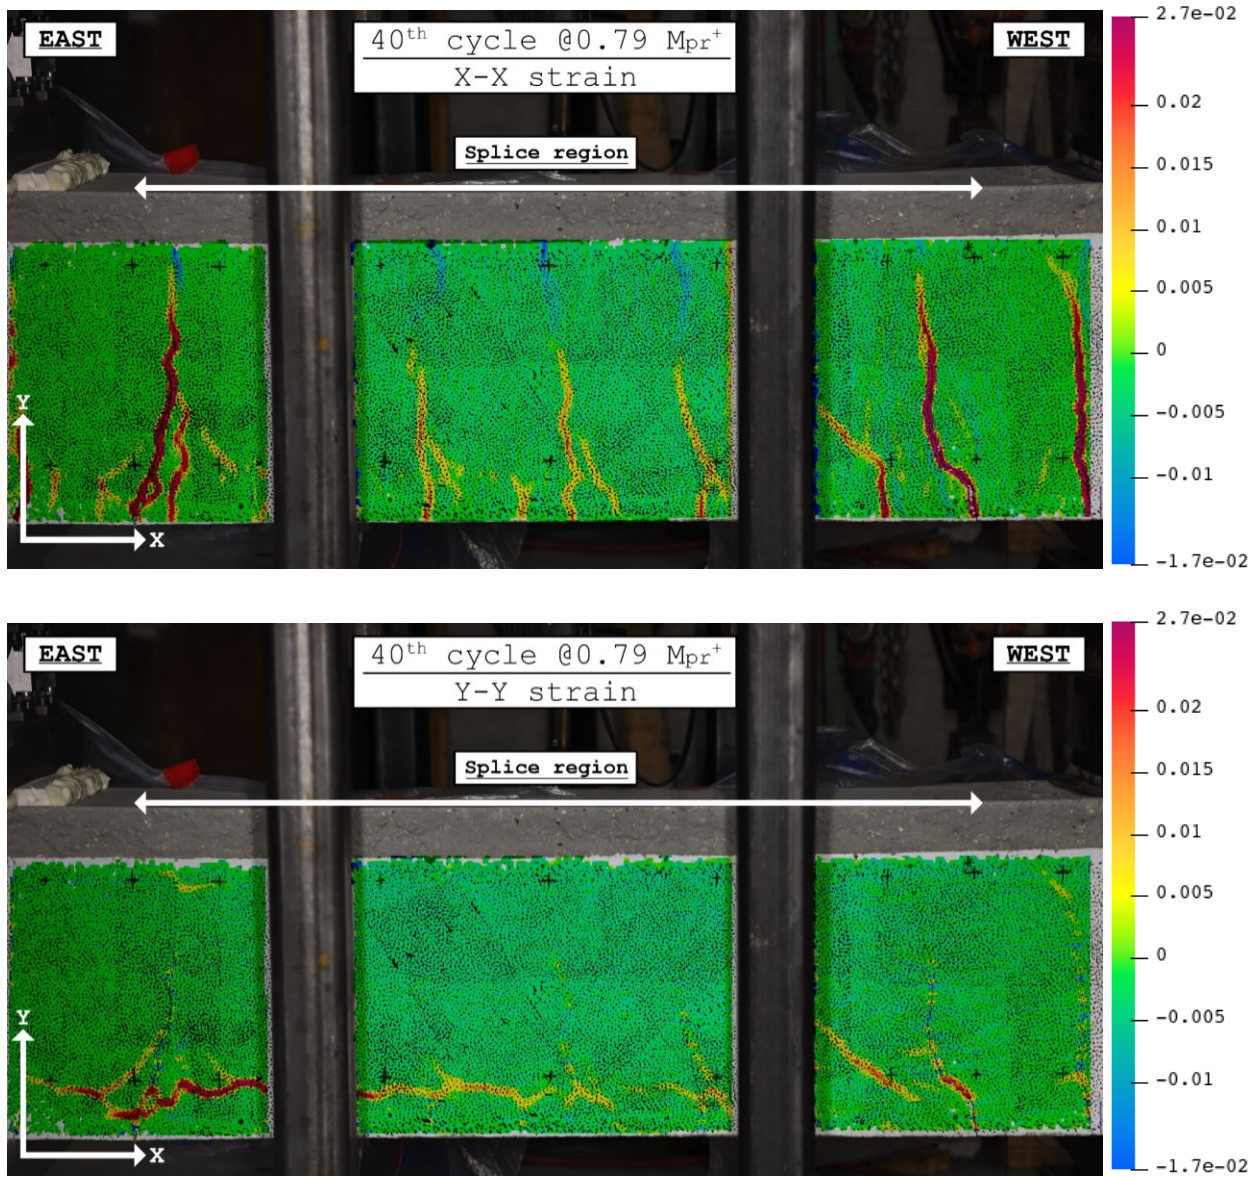 EAST
40th cycle @0.79 Mpr+
X-X strain
WEST
Splice region
Y
X
2.7e-02
0.02
0.015
0.01
0.005
0
-0.005
-0.01
-1.7e-02
EAST
40th cycle @0.79 Mpr+
Y-Y strain
WEST
Splice region
Y
X
2.7e-02
0.02
0.015
0.01
0.005
0
-0.005
-0.01
-1.7e-02